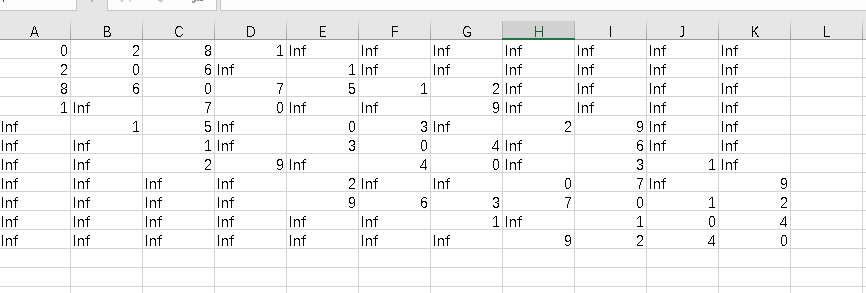 A B C D E F G H I J K L
0 2 8 1 Inf Inf Inf Inf Inf Inf Inf
2 0 6 Inf 1 Inf Inf Inf Inf Inf Inf
8 6 0 7 5 1 2 Inf Inf Inf Inf
1 Inf 7 0 Inf Inf 9 Inf Inf Inf Inf
Inf 1 5 Inf 0 3 Inf 2 9 Inf Inf
Inf Inf 1 Inf 3 0 4 Inf 6 Inf Inf
Inf Inf 2 9 Inf 4 0 Inf 3 1 Inf
Inf Inf Inf Inf 2 Inf Inf 0 7 Inf 9
Inf Inf Inf Inf 9 6 3 7 0 1 2
Inf Inf Inf Inf Inf Inf 1 Inf 1 0 4
Inf Inf Inf Inf Inf Inf Inf 9 2 4 0